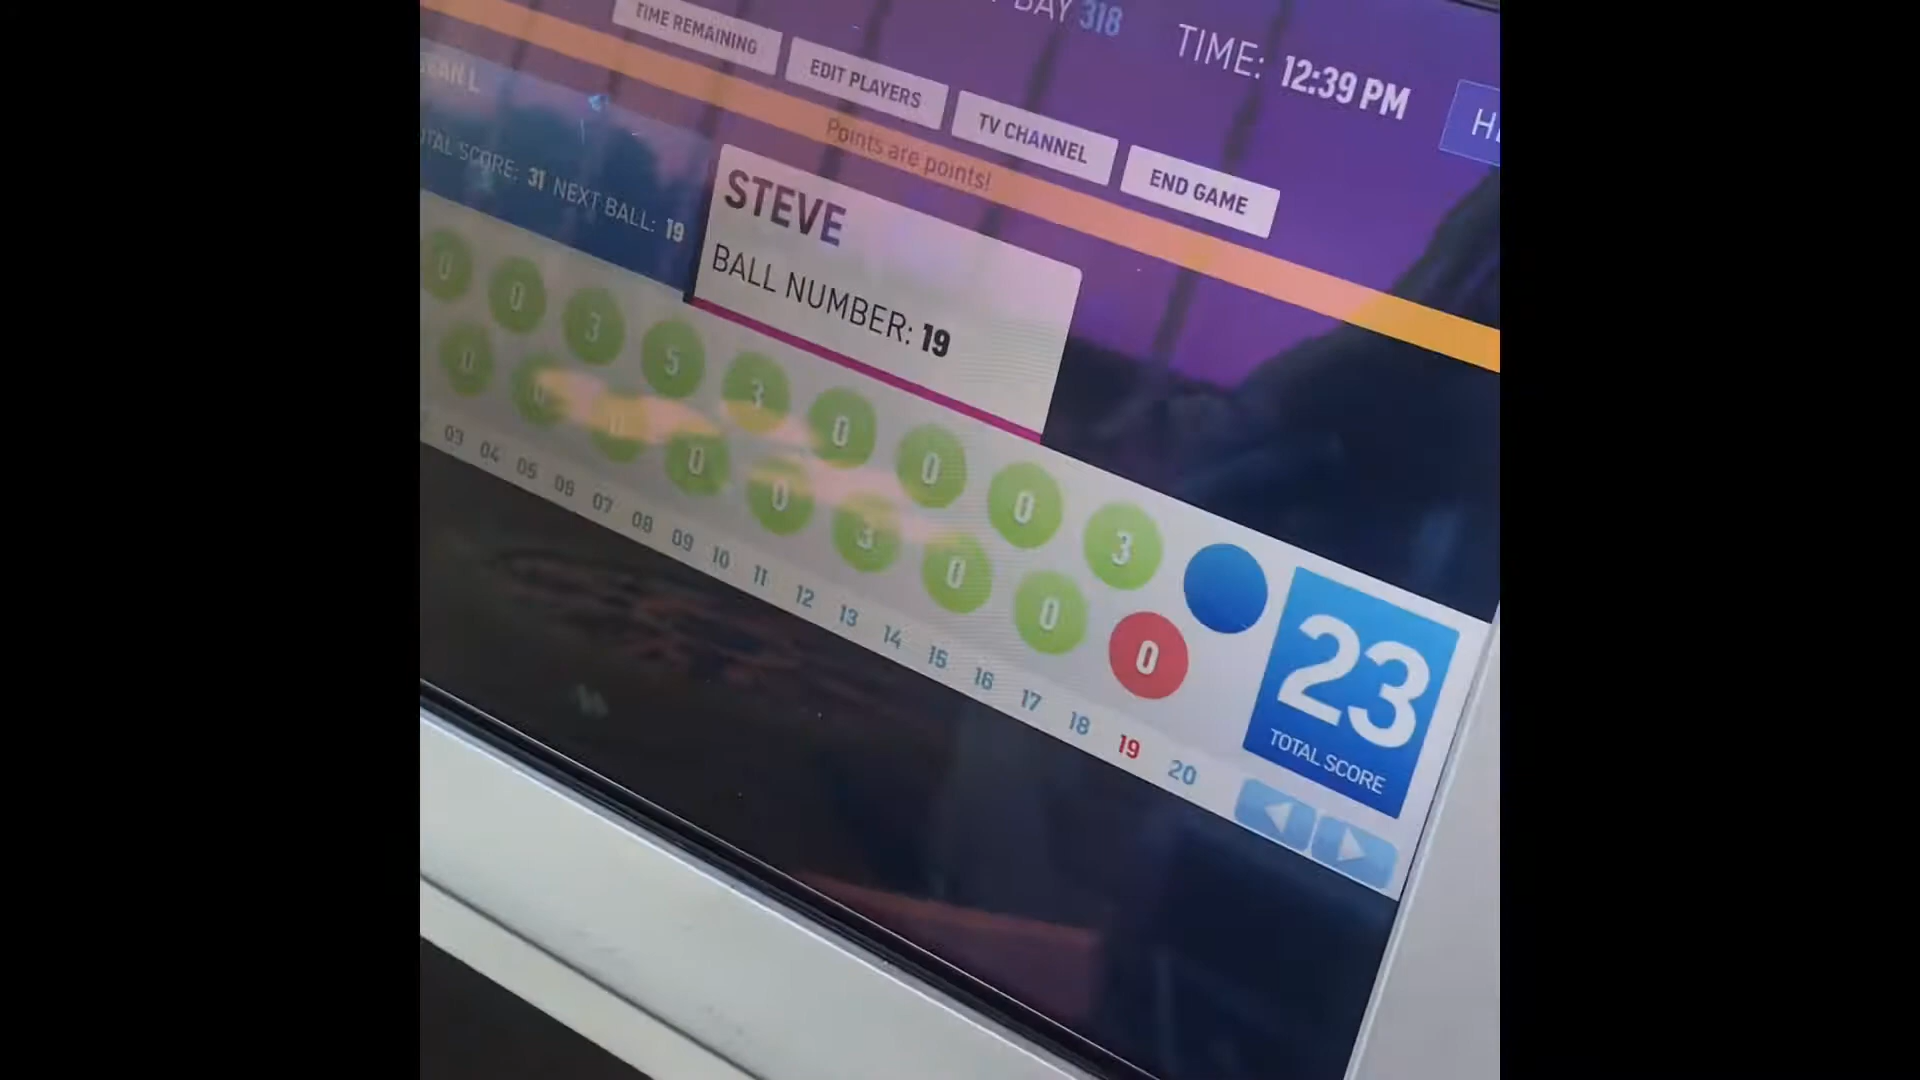 BAY 318
TIME: 12:39 PM
TIME REMAINING
EDIT PLAYERS
TV CHANNEL
END GAME
Points are points!
L
TOTAL SCORE: 31 NEXT BALL: 19
STEVE
BALL NUMBER: 19
0 0 3 5 3 0 0 0 3
0 0 0 0 0 3 0 0 0
03 04 05 06 07 08 09 10 11 12 13 14 15 16 17 18 19 20
23
TOTAL SCORE